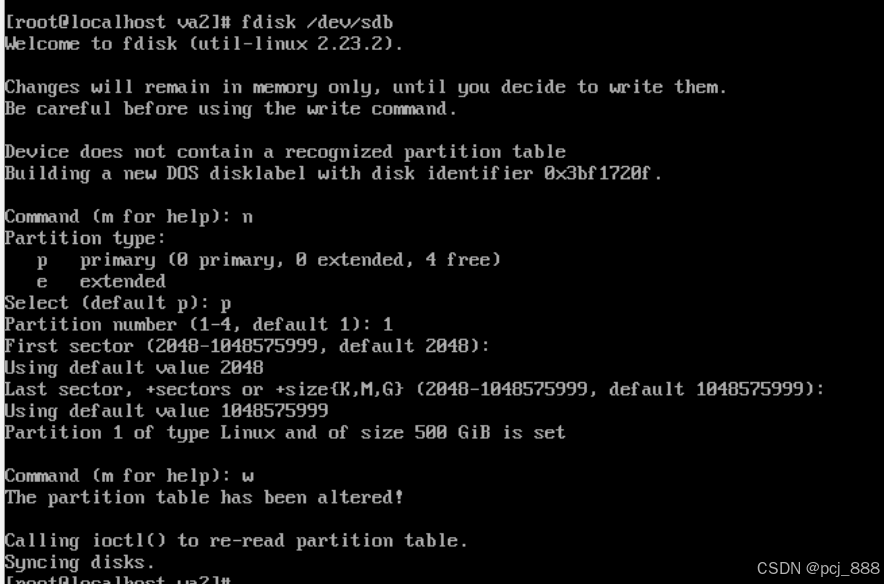 [root@localhost va2]# fdisk /dev/sdb
Welcome to fdisk (util-linux 2.23.2).
Changes will remain in memory only, until you decide to write them.
Be careful before using the write command.
Device does not contain a recognized partition table
Building a new DOS disklabel with disk identifier 0x3bf1720f.
Command (m for help): n
Partition type:
   p   primary (0 primary, 0 extended, 4 free)
   e   extended
Select (default p): p
Partition number (1-4, default 1): 1
First sector (2048-1048575999, default 2048):
Using default value 2048
Last sector, +sectors or +size{K,M,G} (2048-1048575999, default 1048575999):
Using default value 1048575999
Partition 1 of type Linux and of size 500 GiB is set
Command (m for help): w
The partition table has been altered!
Calling ioctl() to re-read partition table.
Syncing disks.
[root@localhost va2]#
CSDN @pcj_888